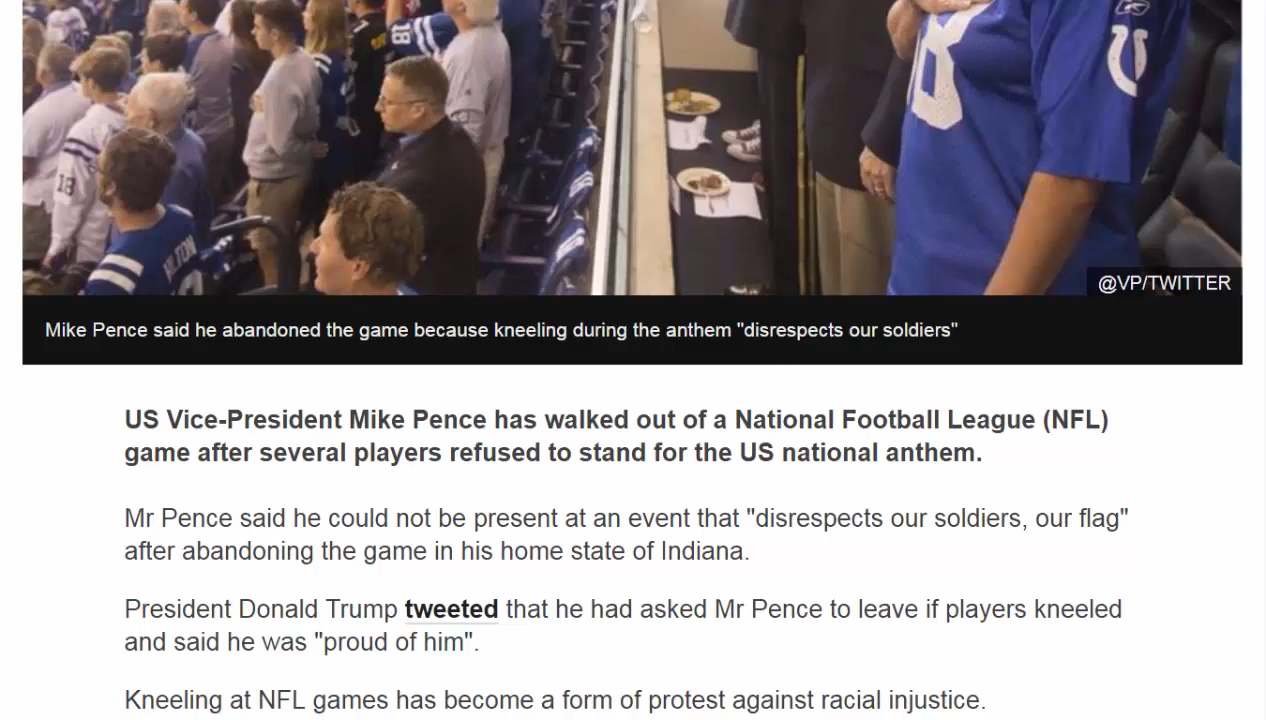 18
18
HILTON
8
@VP/TWITTER
Mike Pence said he abandoned the game because kneeling during the anthem "disrespects our soldiers"
US Vice-President Mike Pence has walked out of a National Football League (NFL)
game after several players refused to stand for the US national anthem.
Mr Pence said he could not be present at an event that "disrespects our soldiers, our flag"
after abandoning the game in his home state of Indiana.
President Donald Trump tweeted that he had asked Mr Pence to leave if players kneeled
and said he was "proud of him".
Kneeling at NFL games has become a form of protest against racial injustice.